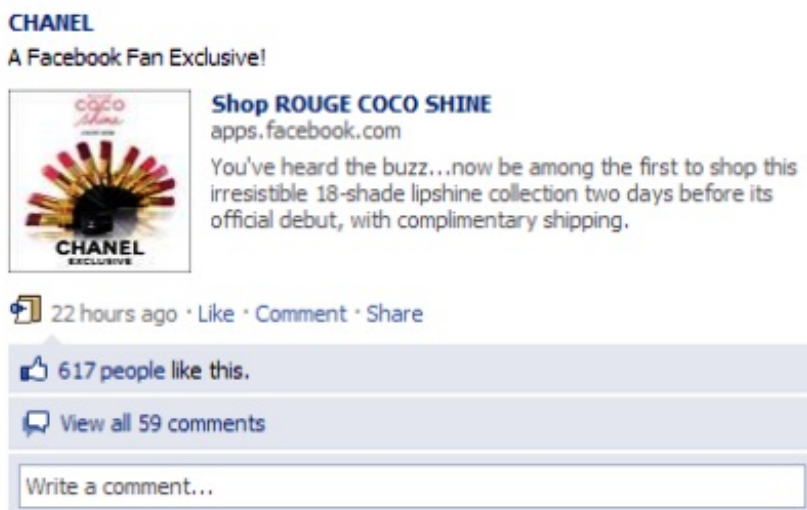 CHANEL
A Facebook Fan Exclusive!
COCO
shine
CHANEL
EXCLUSIVE
Shop ROUGE COCO SHINE
apps.facebook.com
You've heard the buzz...now be among the first to shop this
irresistible 18-shade lipshine collection two days before its
official debut, with complimentary shipping.
22 hours ago · Like · Comment · Share
617 people like this.
View all 59 comments
Write a comment...